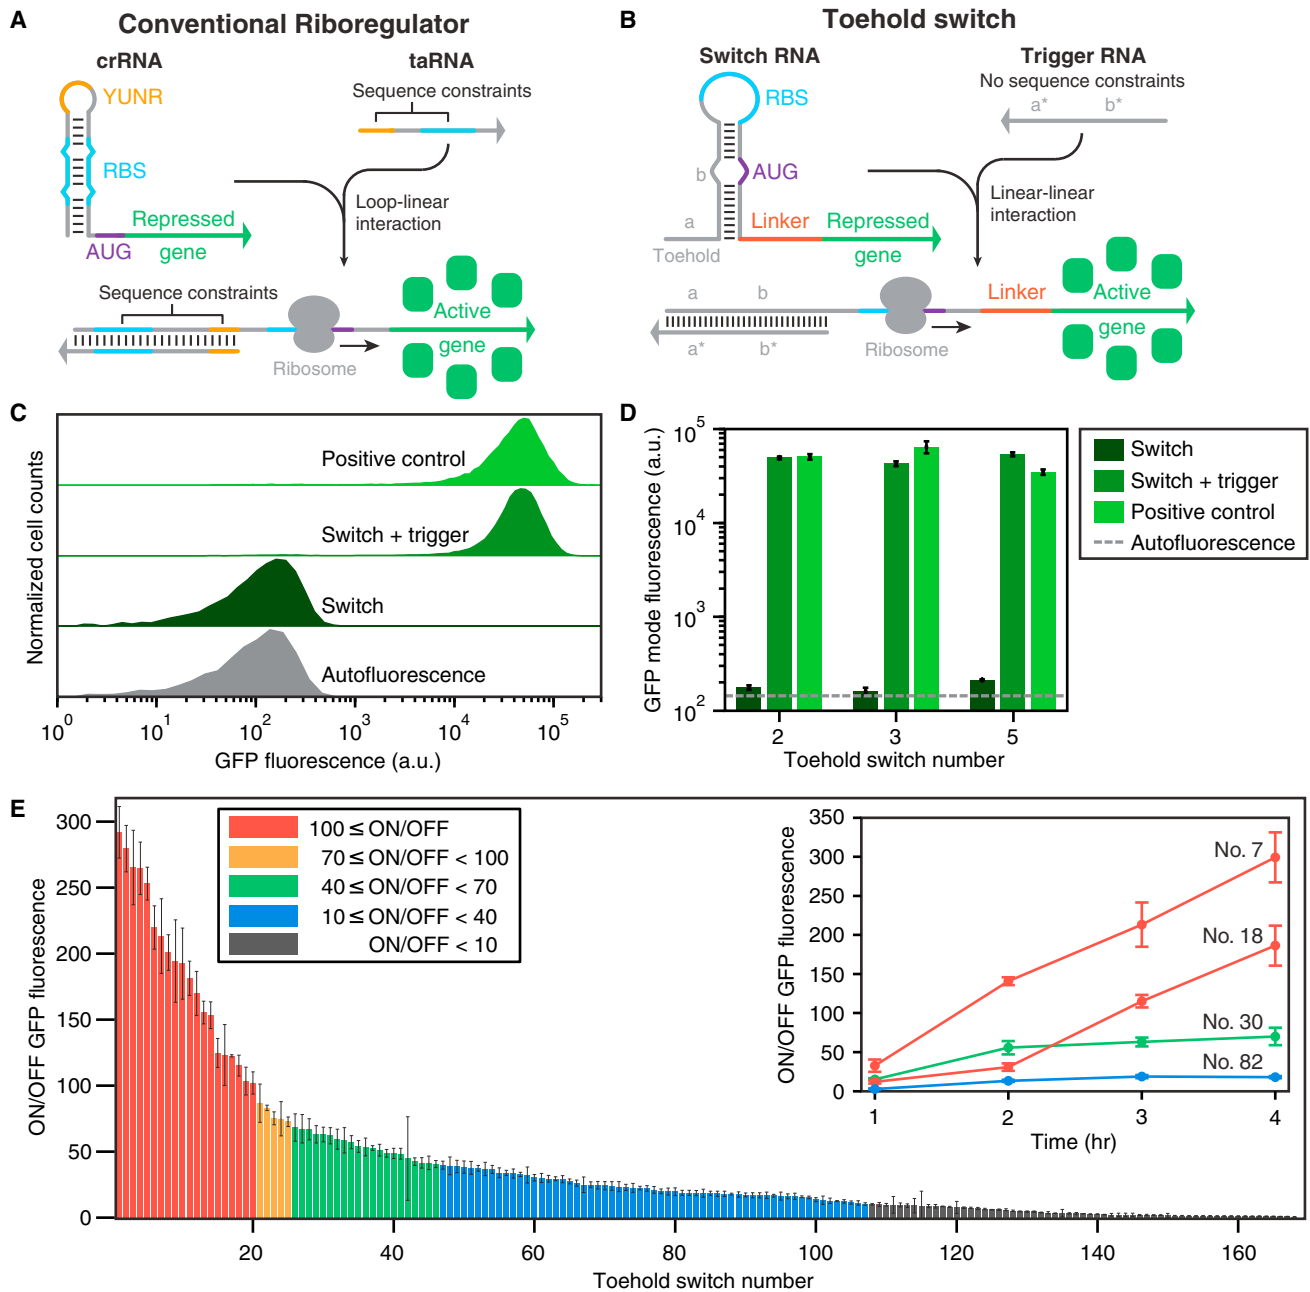 A
Conventional Riboregulator
crRNA
taRNA
YUNR
Sequence constraints
RBS
Loop-linear
interaction
Repressed
gene
AUG
Sequence constraints
Active
gene
Ribosome
B
Toehold switch
Switch RNA
Trigger RNA
No sequence constraints
a* b*
RBS
b
AUG
Linear-linear
interaction
a
Linker
Repressed
gene
Toehold
a b
Linker
Active
gene
a* b*
Ribosome
C
Normalized cell counts
Positive control
Switch + trigger
Switch
Autofluorescence
10^0 10^1 10^2 10^3 10^4 10^5
GFP fluorescence (a.u.)
D
GFP mode fluorescence (a.u.)
10^5
10^4
10^3
10^2
2 3 5
Toehold switch number
Switch
Switch + trigger
Positive control
Autofluorescence
E
ON/OFF GFP fluorescence
300
250
200
150
100
50
0
20 40 60 80 100 120 140 160
Toehold switch number
100 ≤ ON/OFF
70 ≤ ON/OFF < 100
40 ≤ ON/OFF < 70
10 ≤ ON/OFF < 40
ON/OFF < 10
ON/OFF GFP fluorescence
350
300
250
200
150
100
50
0
No. 7
No. 18
No. 30
No. 82
1 2 3 4
Time (hr)